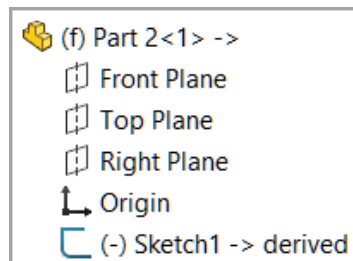 (f) Part 2<1> ->
Front Plane
Top Plane
Right Plane
Origin
(-) Sketch1 -> derived